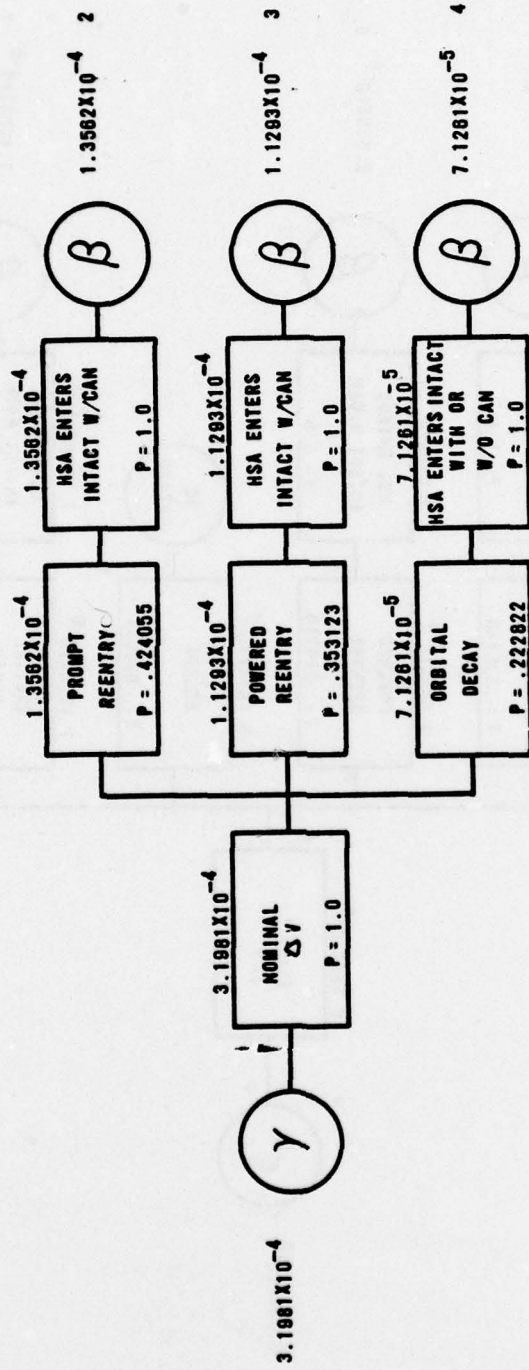 3.1981X10⁻⁴
γ
3.1981X10⁻⁴
NOMINAL
Δ V
P = 1.0
1.3562X10⁻⁴
PROMPT
REENTRY
P = .424055
1.3562X10⁻⁴
HSA ENTERS
INTACT W/CAN
P = 1.0
β
1.3562X10⁻⁴ 2
1.1293X10⁻⁴
POWERED
REENTRY
P = .353123
1.1293X10⁻⁴
HSA ENTERS
INTACT W/CAN
P = 1.0
β
1.1293X10⁻⁴ 3
7.1261X10⁻⁵
ORBITAL
DECAY
P = .222822
7.1261X10⁻⁵
HSA ENTERS INTACT
WITH OR
W/O CAN
P = 1.0
β
7.1261X10⁻⁵ 4